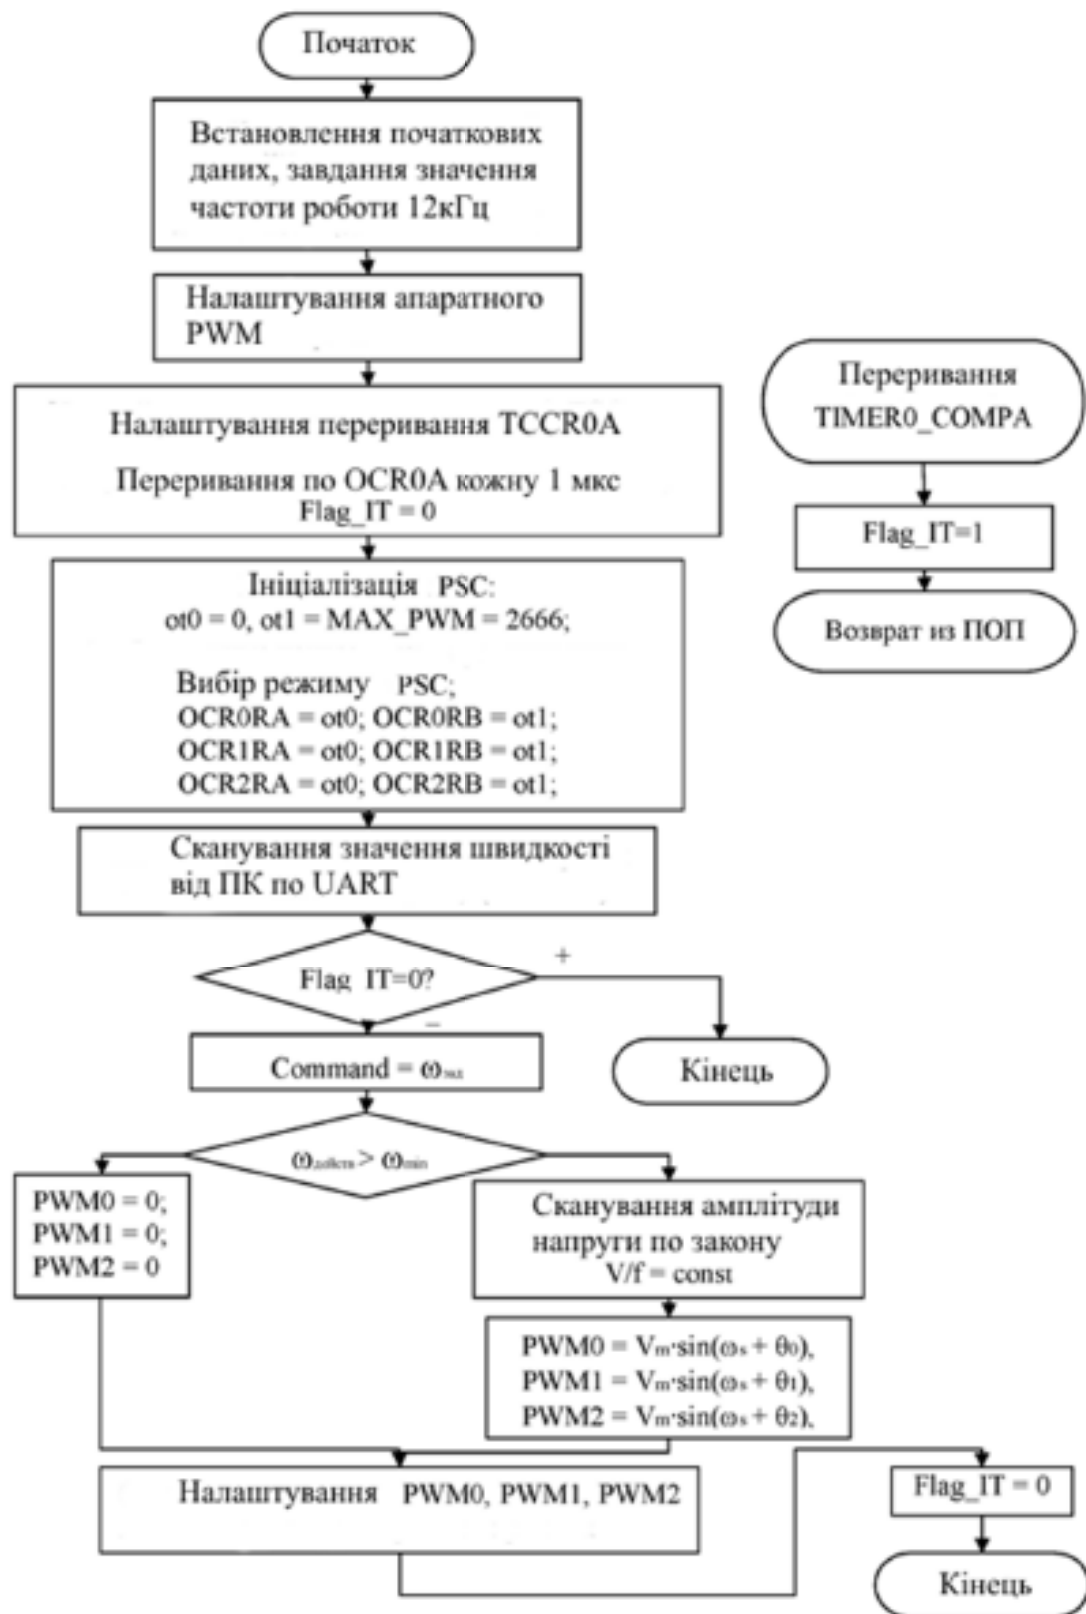 Початок
Встановлення початкових
даних, завдання значення
частоти роботи 12кГц
Налаштування апаратного
PWM
Налаштування переривання TCCR0A
Переривання по OCR0A кожну 1 мкс
Flag_IT = 0
Ініціалізація PSC:
ot0 = 0, ot1 = MAX_PWM = 2666;
Вибір режиму PSC;
OCR0RA = ot0; OCR0RB = ot1;
OCR1RA = ot0; OCR1RB = ot1;
OCR2RA = ot0; OCR2RB = ot1;
Сканування значення швидкості
від ПК по UART
Flag_IT=0?
+
–
Кінець
Command = ω
ω > ωmin
PWM0 = 0;
PWM1 = 0;
PWM2 = 0
Сканування амплітуди
напруги по закону
V/f = const
PWM0 = Vm·sin(ωs + θ0),
PWM1 = Vm·sin(ωs + θ1),
PWM2 = Vm·sin(ωs + θ2),
Налаштування PWM0, PWM1, PWM2
Flag_IT = 0
Кінець
Переривання
TIMER0_COMPA
Flag_IT=1
Возврат из ПОП